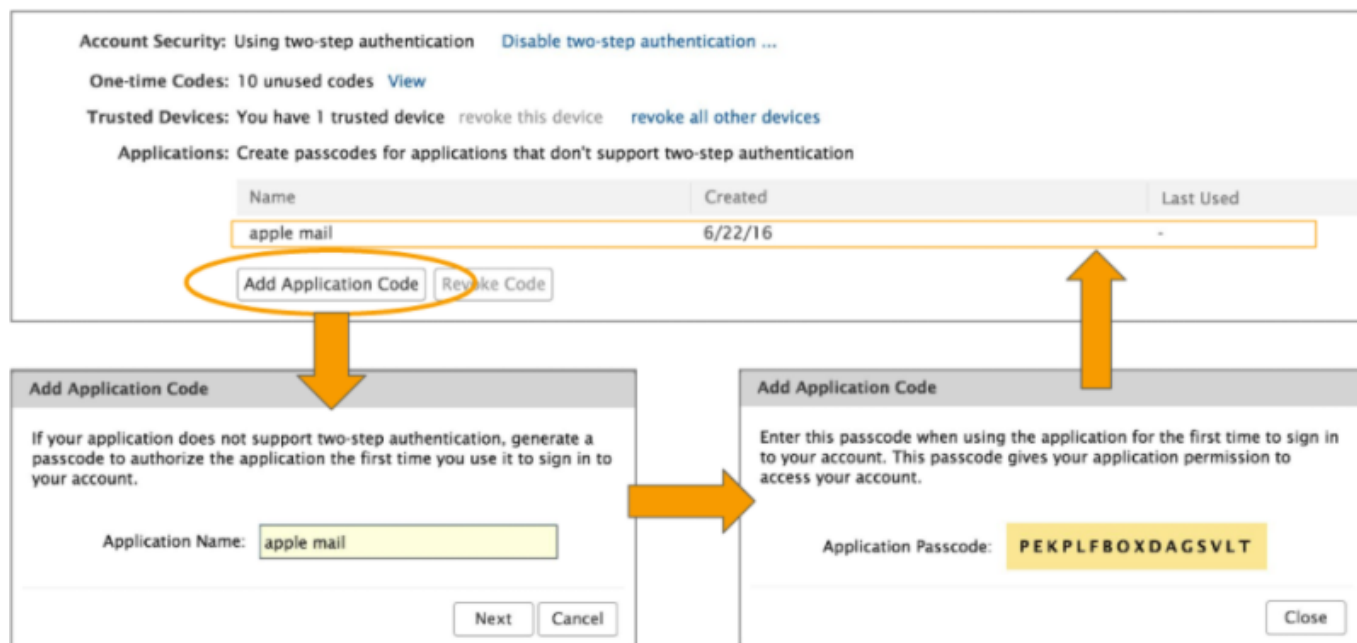 Account Security: Using two-step authentication Disable two-step authentication ...
One-time Codes: 10 unused codes View
Trusted Devices: You have 1 trusted device revoke this device revoke all other devices
Applications: Create passcodes for applications that don't support two-step authentication
Name Created Last Used
apple mail 6/22/16 -
Add Application Code Revoke Code
Add Application Code
If your application does not support two-step authentication, generate a
passcode to authorize the application the first time you use it to sign in to
your account.
Application Name: apple mail
Next Cancel
Add Application Code
Enter this passcode when using the application for the first time to sign in
to your account. This passcode gives your application permission to
access your account.
Application Passcode: PEKPLFBOXDAGSVLT
Close